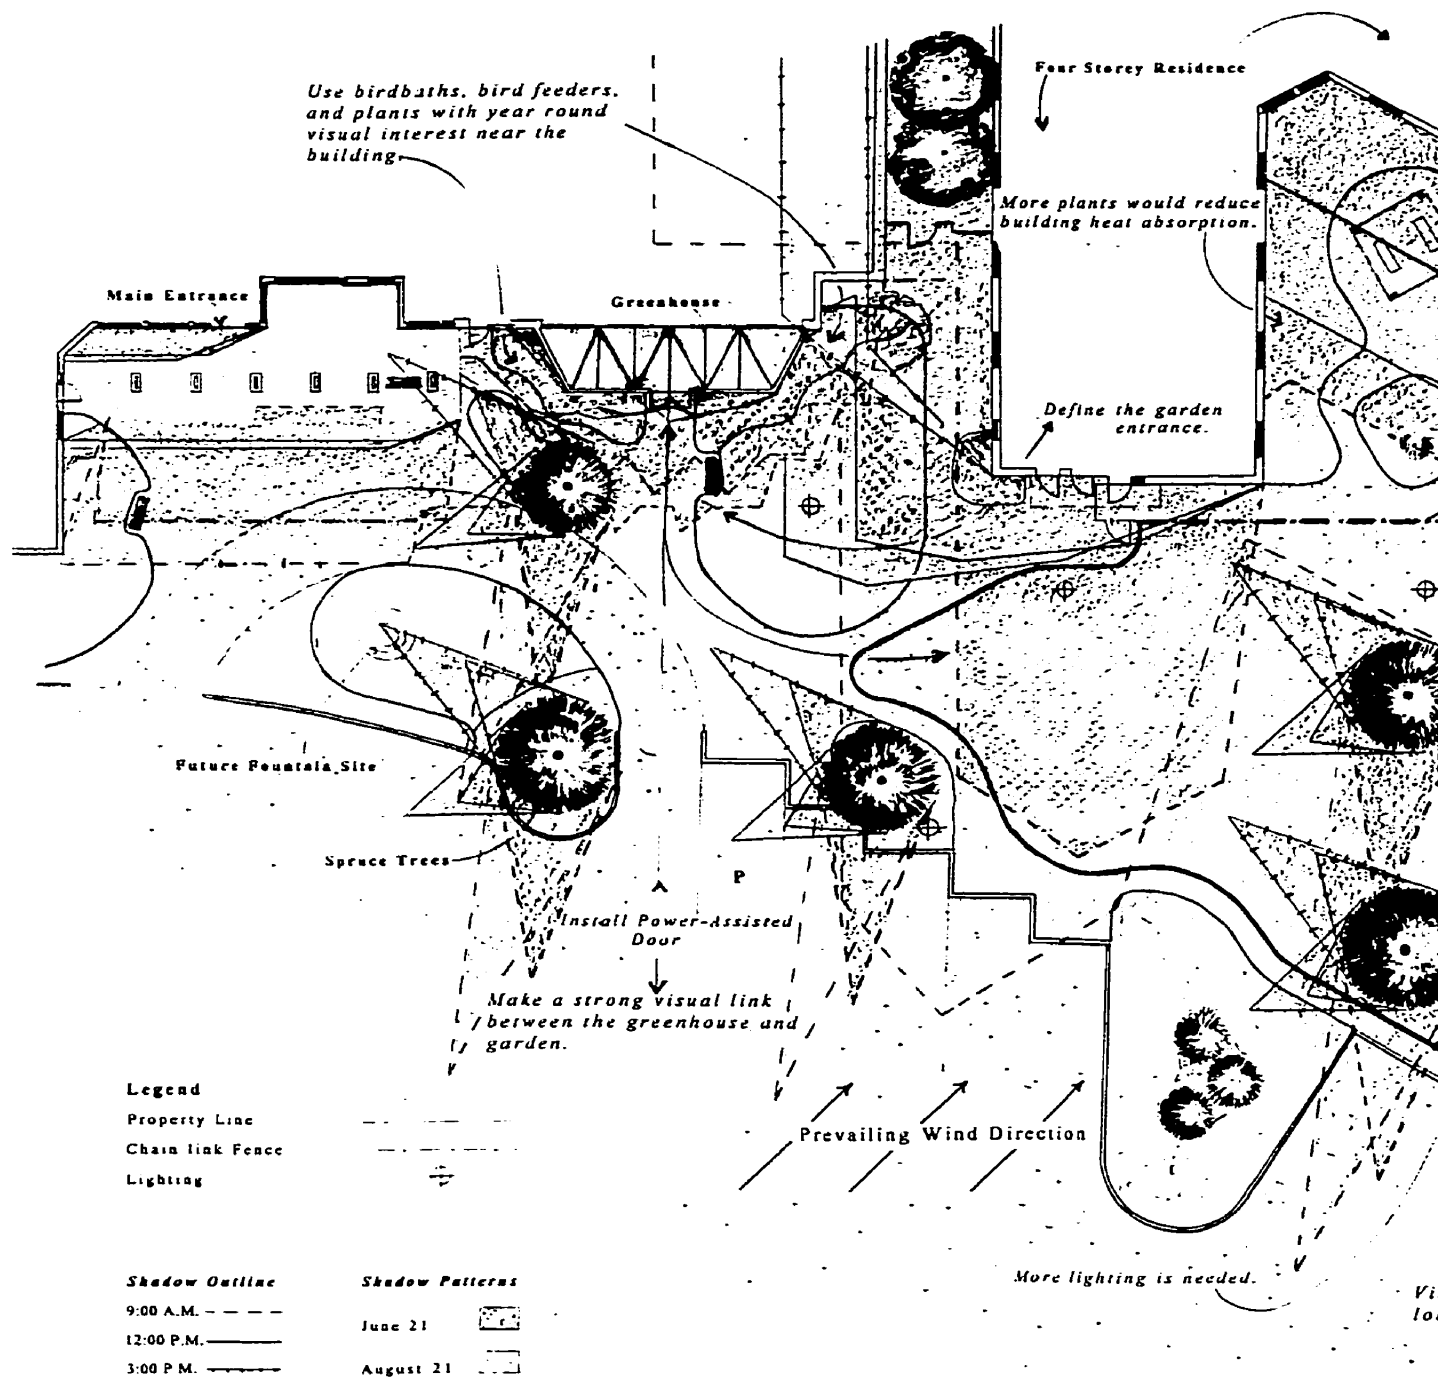 Four Storey Residence
Use birdbaths, bird feeders,
and plants with year round
visual interest near the
building.
More plants would reduce
building heat absorption.
Main Entrance
Greenhouse
Define the garden
entrance.
Future Fountain Site
Spruce Trees
P
Install Power-Assisted
Door
Make a strong visual link
between the greenhouse and
garden.
Legend
Property Line
Chain link Fence
Lighting
Prevailing Wind Direction
More lighting is needed.
Shadow Outline
9:00 A.M.
12:00 P.M.
3:00 P M.
Shadow Patterns
June 21
August 21